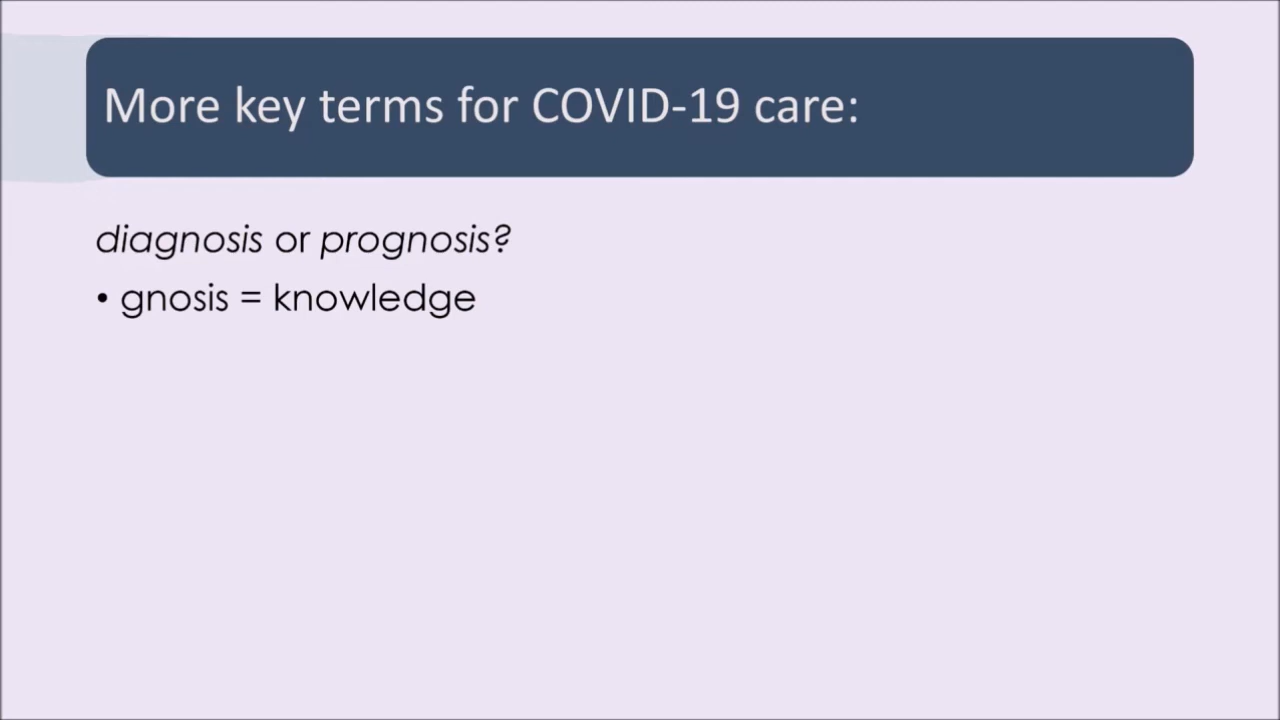 More key terms for COVID-19 care:
diagnosis or prognosis?
• gnosis = knowledge